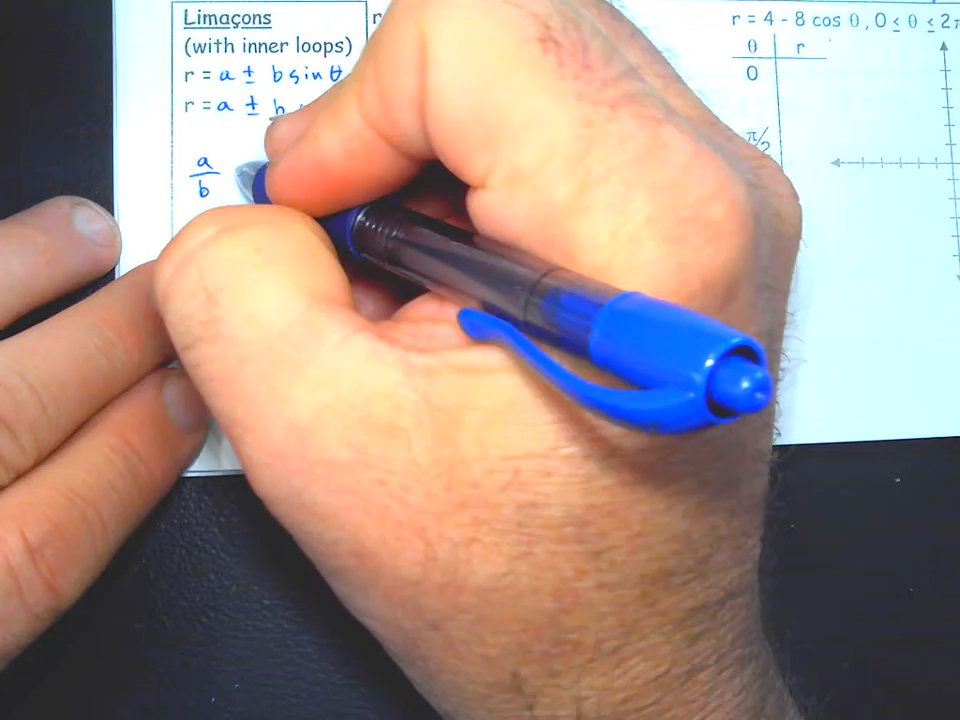 Limaçons
(with inner loops)
r = a ± b sin θ
r = a ± b
a
b
r
r = 4 - 8 cos θ, 0 ≤ θ ≤ 2π
θ r
0
π/2